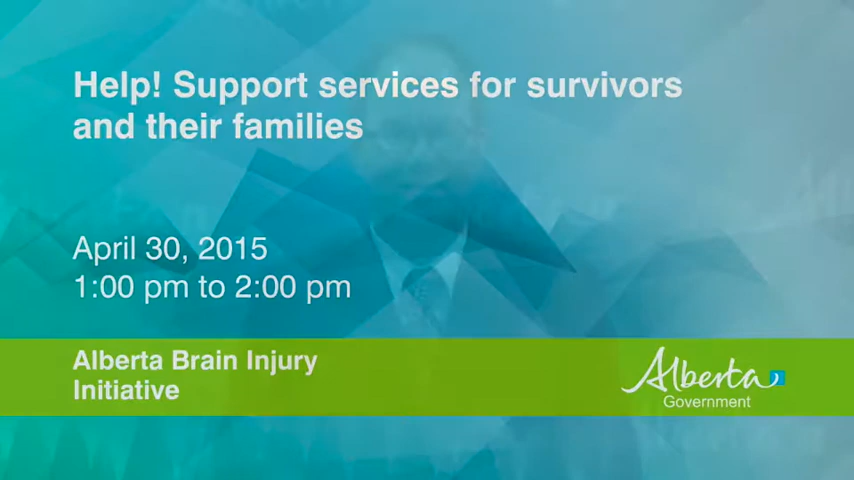 Help! Support services for survivors
and their families
April 30, 2015
1:00 pm to 2:00 pm
Alberta Brain Injury
Initiative
Alberta
Government